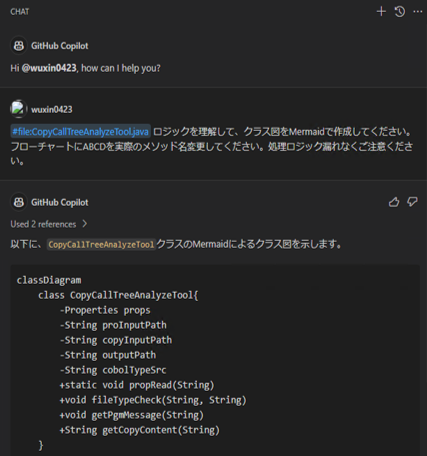 CHAT
GitHub Copilot
Hi @wuxin0423, how can I help you?
wuxin0423
#file:CopyCallTreeAnalyzeTool.java ロジックを理解して、クラス図をMermaidで作成してください。
フローチャートにABCDを実際のメソッド名変更してください。処理ロジック漏れなくご注意くださ
い。
GitHub Copilot
Used 2 references
以下に、CopyCallTreeAnalyzeToolクラスのMermaidによるクラス図を示します。
classDiagram
class CopyCallTreeAnalyzeTool{
-Properties props
-String proInputPath
-String copyInputPath
-String outputPath
-String cobolTypeSrc
+static void propRead(String)
+void fileTypeCheck(String, String)
+void getPgmMessage(String)
+String getCopyContent(String)
}